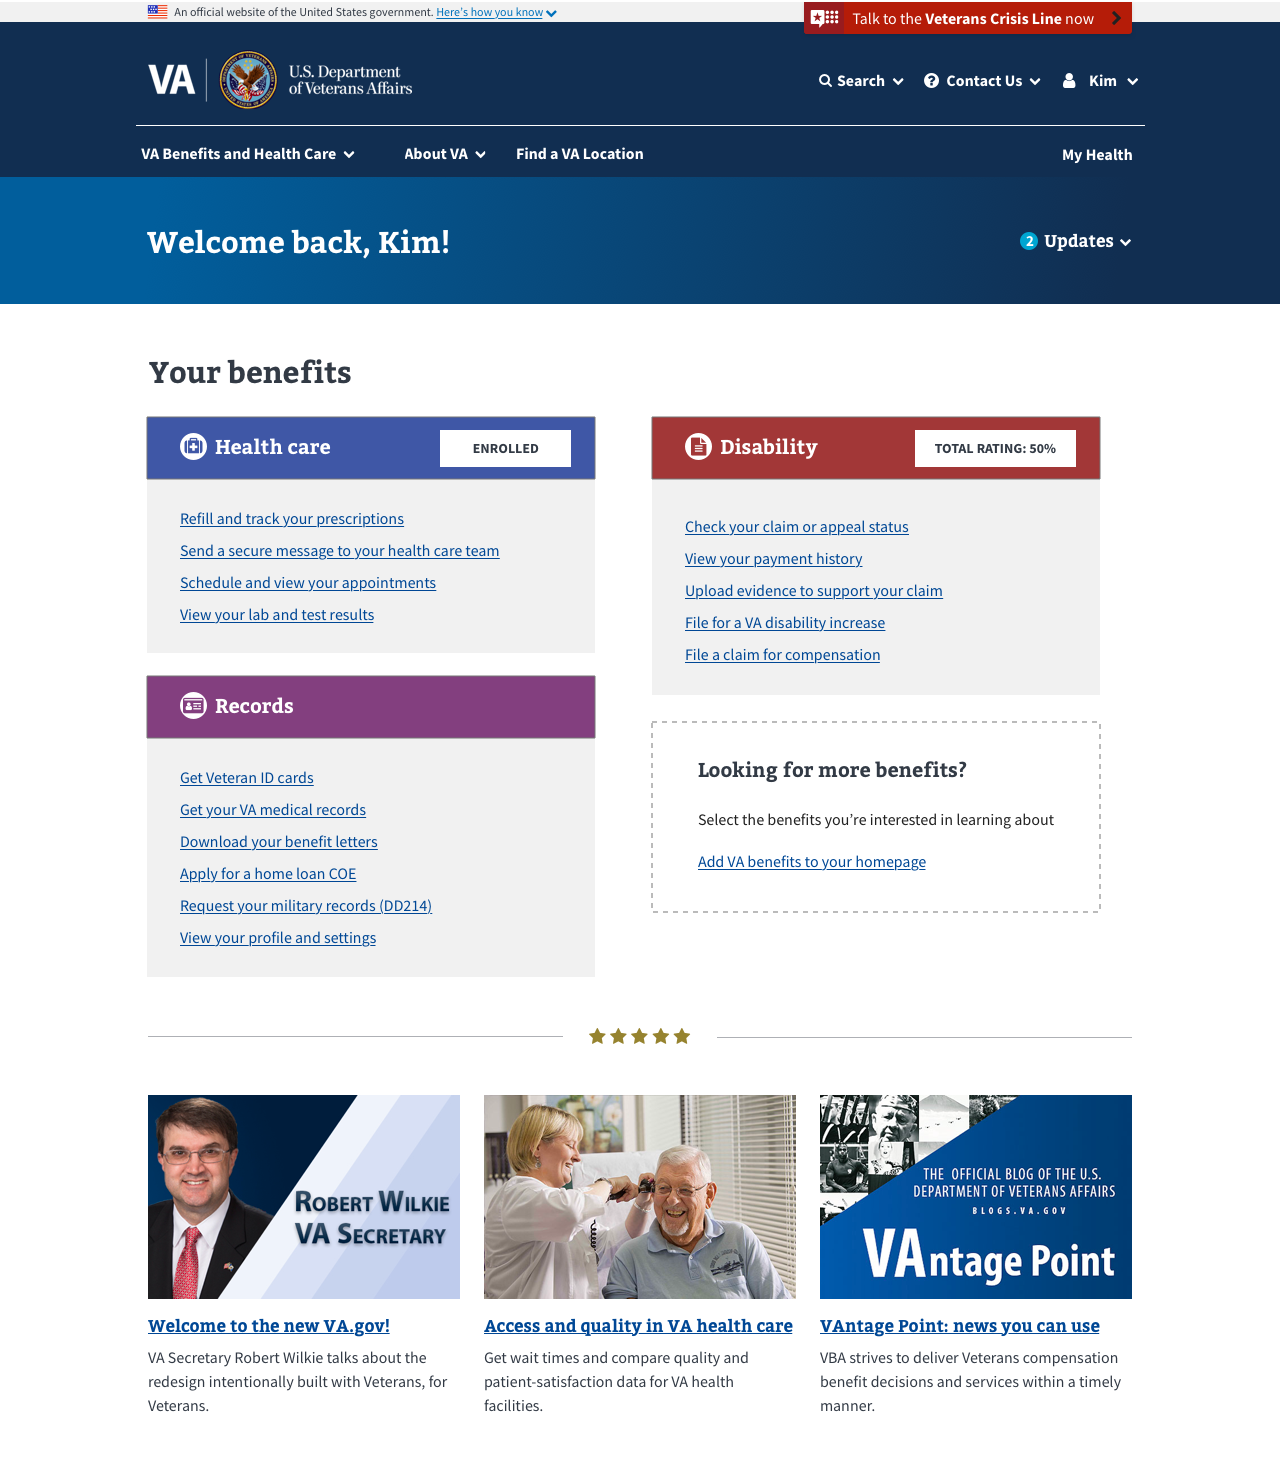 An official website of the United States government. Here's how you know
Talk to the Veterans Crisis Line now
VA
U.S. Department
of Veterans Affairs
Search
Contact Us
Kim
VA Benefits and Health Care
About VA
Find a VA Location
My Health
Welcome back, Kim!
2 Updates
Your benefits
Health care
ENROLLED
Refill and track your prescriptions
Send a secure message to your health care team
Schedule and view your appointments
View your lab and test results
Disability
TOTAL RATING: 50%
Check your claim or appeal status
View your payment history
Upload evidence to support your claim
File for a VA disability increase
File a claim for compensation
Records
Get Veteran ID cards
Get your VA medical records
Download your benefit letters
Apply for a home loan COE
Request your military records (DD214)
View your profile and settings
Looking for more benefits?
Select the benefits you're interested in learning about
Add VA benefits to your homepage
Robert Wilkie
VA Secretary
THE OFFICIAL BLOG OF THE U.S.
DEPARTMENT OF VETERANS AFFAIRS
BLOGS.VA.GOV
VAntage Point
Welcome to the new VA.gov!
VA Secretary Robert Wilkie talks about the
redesign intentionally built with Veterans, for
Veterans.
Access and quality in VA health care
Get wait times and compare quality and
patient-satisfaction data for VA health
facilities.
VAntage Point: news you can use
VBA strives to deliver Veterans compensation
benefit decisions and services within a timely
manner.